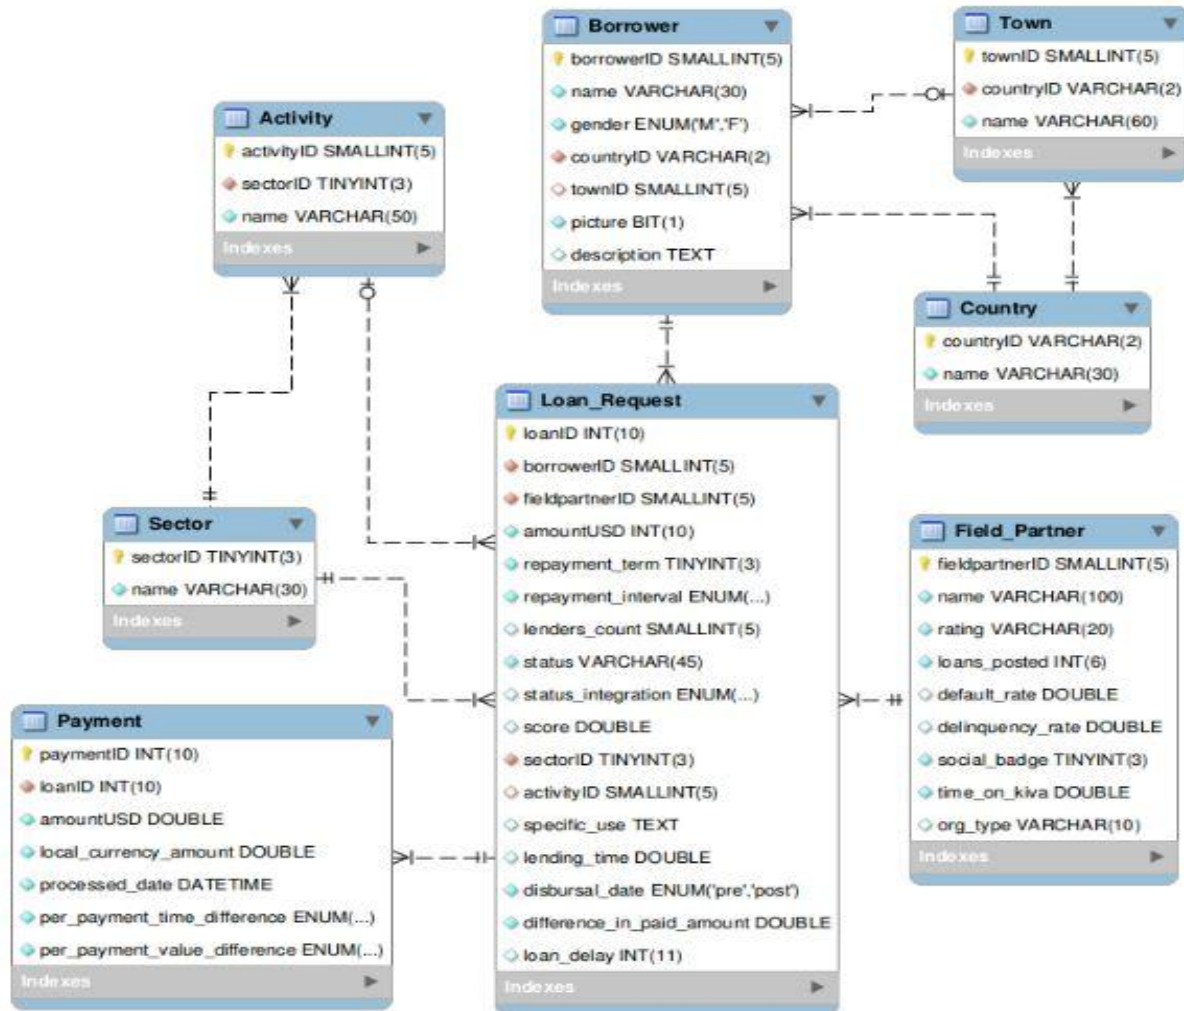 Borrower
borrowerID SMALLINT(5)
name VARCHAR(30)
gender ENUM('M','F')
countryID VARCHAR(2)
townID SMALLINT(5)
picture BIT(1)
description TEXT
Indexes
Town
townID SMALLINT(5)
countryID VARCHAR(2)
name VARCHAR(60)
Indexes
Activity
activityID SMALLINT(5)
sectorID TINYINT(3)
name VARCHAR(50)
Indexes
Country
countryID VARCHAR(2)
name VARCHAR(30)
Indexes
Loan_Request
loanID INT(10)
borrowerID SMALLINT(5)
fieldpartnerID SMALLINT(5)
amountUSD INT(10)
repayment_term TINYINT(3)
repayment_interval ENUM(...)
lenders_count SMALLINT(5)
status VARCHAR(45)
status_integration ENUM(...)
score DOUBLE
sectorID TINYINT(3)
activityID SMALLINT(5)
specific_use TEXT
lending_time DOUBLE
disbursal_date ENUM('pre','post')
difference_in_paid_amount DOUBLE
loan_delay INT(11)
Indexes
Sector
sectorID TINYINT(3)
name VARCHAR(30)
Indexes
Field_Partner
fieldpartnerID SMALLINT(5)
name VARCHAR(100)
rating VARCHAR(20)
loans_posted INT(6)
default_rate DOUBLE
delinquency_rate DOUBLE
social_badge TINYINT(3)
time_on_kiva DOUBLE
org_type VARCHAR(10)
Indexes
Payment
paymentID INT(10)
loanID INT(10)
amountUSD DOUBLE
local_currency_amount DOUBLE
processed_date DATETIME
per_payment_time_difference ENUM(...)
per_payment_value_difference ENUM(...)
Indexes